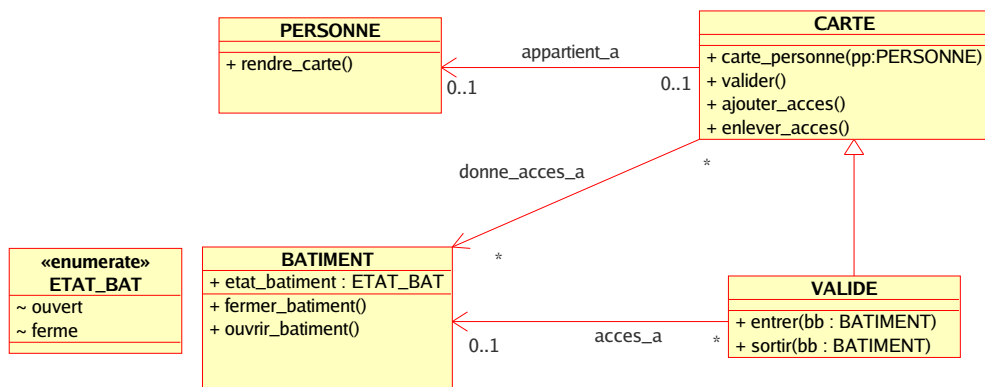 PERSONNE
+ rendre_carte()
appartient_a
0..1
0..1
CARTE
+ carte_personne(pp:PERSONNE)
+ valider()
+ ajouter_acces()
+ enlever_acces()
donne_acces_a
*
*
«enumerate»
ETAT_BAT
~ ouvert
~ ferme
BATIMENT
+ etat_batiment : ETAT_BAT
+ fermer_batiment()
+ ouvrir_batiment()
0..1
acces_a
*
VALIDE
+ entrer(bb : BATIMENT)
+ sortir(bb : BATIMENT)